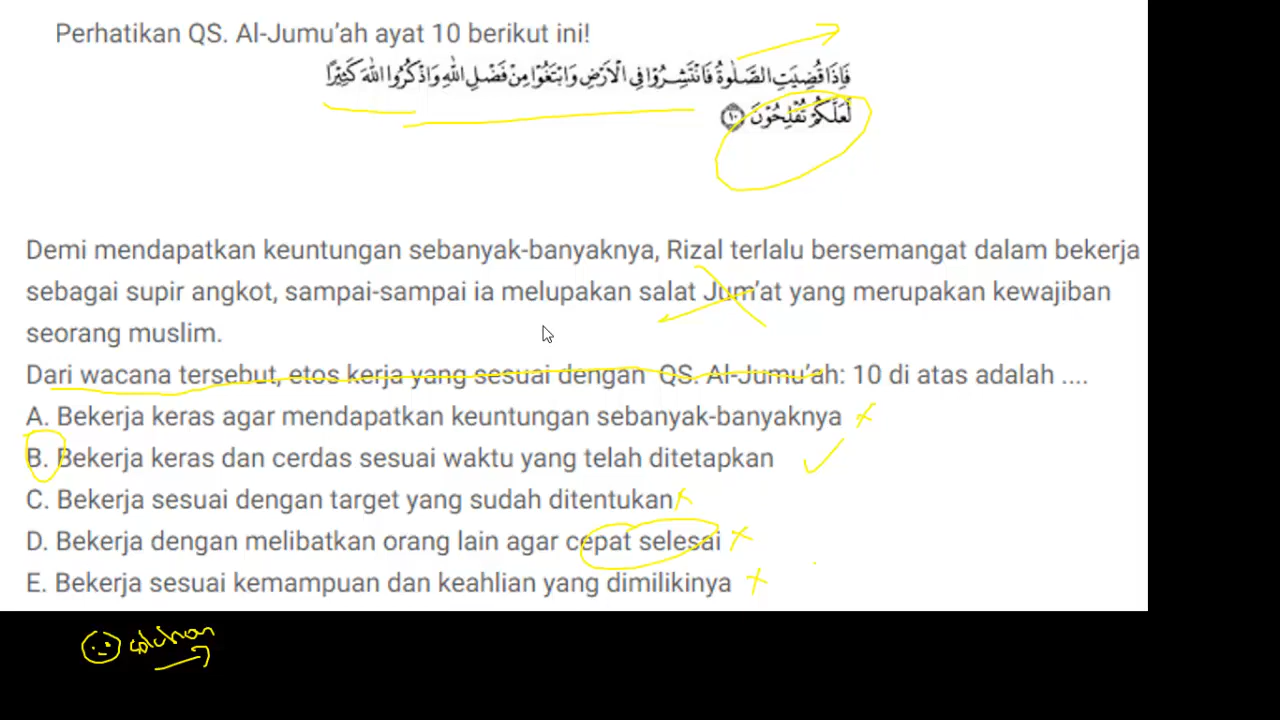 Perhatikan QS. Al-Jumu'ah ayat 10 berikut ini!
فَاِذَا قُضِيَتِ الصَّلٰوةُ فَانْتَشِرُوْا فِى الْاَرْضِ وَابْتَغُوْا مِنْ فَضْلِ اللّٰهِ وَاذْكُرُوا اللّٰهَ كَثِيْرًا
لَّعَلَّكُمْ تُفْلِحُوْنَ ١٠
Demi mendapatkan keuntungan sebanyak-banyaknya, Rizal terlalu bersemangat dalam bekerja
sebagai supir angkot, sampai-sampai ia melupakan salat Jum'at yang merupakan kewajiban
seorang muslim.
Dari wacana tersebut, etos kerja yang sesuai dengan QS. Al-Jumu'ah: 10 di atas adalah ....
A. Bekerja keras agar mendapatkan keuntungan sebanyak-banyaknya
B. Bekerja keras dan cerdas sesuai waktu yang telah ditetapkan
C. Bekerja sesuai dengan target yang sudah ditentukan
D. Bekerja dengan melibatkan orang lain agar cepat selesai
E. Bekerja sesuai kemampuan dan keahlian yang dimilikinya